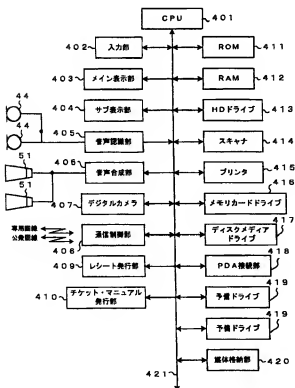 CPU 401
402 入力部
ROM 411
403 メイン表示部
RAM 412
44
404 サブ表示部
HDドライブ 413
44
405 音声認識部
スキャナ 414
51
406 音声合成部
プリンタ 415
51
407 デジタルカメラ
メモリカードドライブ 416
専用回線
公衆回線
408 通信制御部
ディスクメディアドライブ 417
409 レシート発行部
PDA接続部 418
410 チケット・マニュアル発行部
予備ドライブ 419
予備ドライブ 419
媒体格納部 420
421